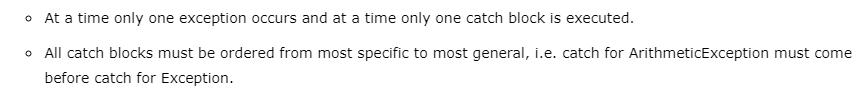 At a time only one exception occurs and at a time only one catch block is executed.
All catch blocks must be ordered from most specific to most general, i.e. catch for ArithmeticException must come
before catch for Exception.